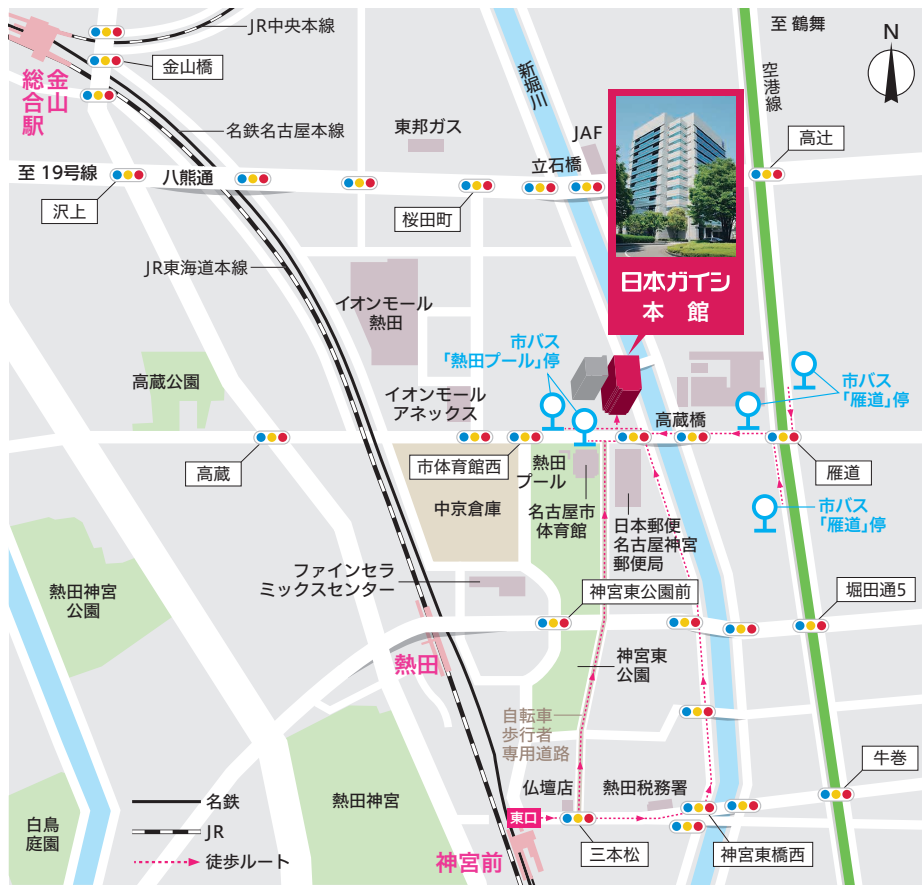 JR中央本線
至 鶴舞
N
金山橋
金山
総合駅
新堀川
空港線
名鉄名古屋本線
東邦ガス
JAF
高辻
至 19号線
八熊通
立石橋
沢上
桜田町
JR東海道本線
日本ガイシ
本 館
イオンモール
熱田
市バス
「熱田プール」停
高蔵公園
イオンモール
アネックス
市バス
「雁道」停
高蔵橋
高蔵
市体育館西
熱田
プール
雁道
中京倉庫
名古屋市
体育館
日本郵便
名古屋神宮
郵便局
市バス
「雁道」停
ファインセラ
ミックスセンター
熱田神宮
公園
神宮東公園前
堀田通5
熱田
神宮東
公園
自転車
歩行者
専用道路
牛巻
仏壇店
熱田税務署
名鉄
JR
徒歩ルート
熱田神宮
東口
白鳥
庭園
神宮前
三本松
神宮東橋西